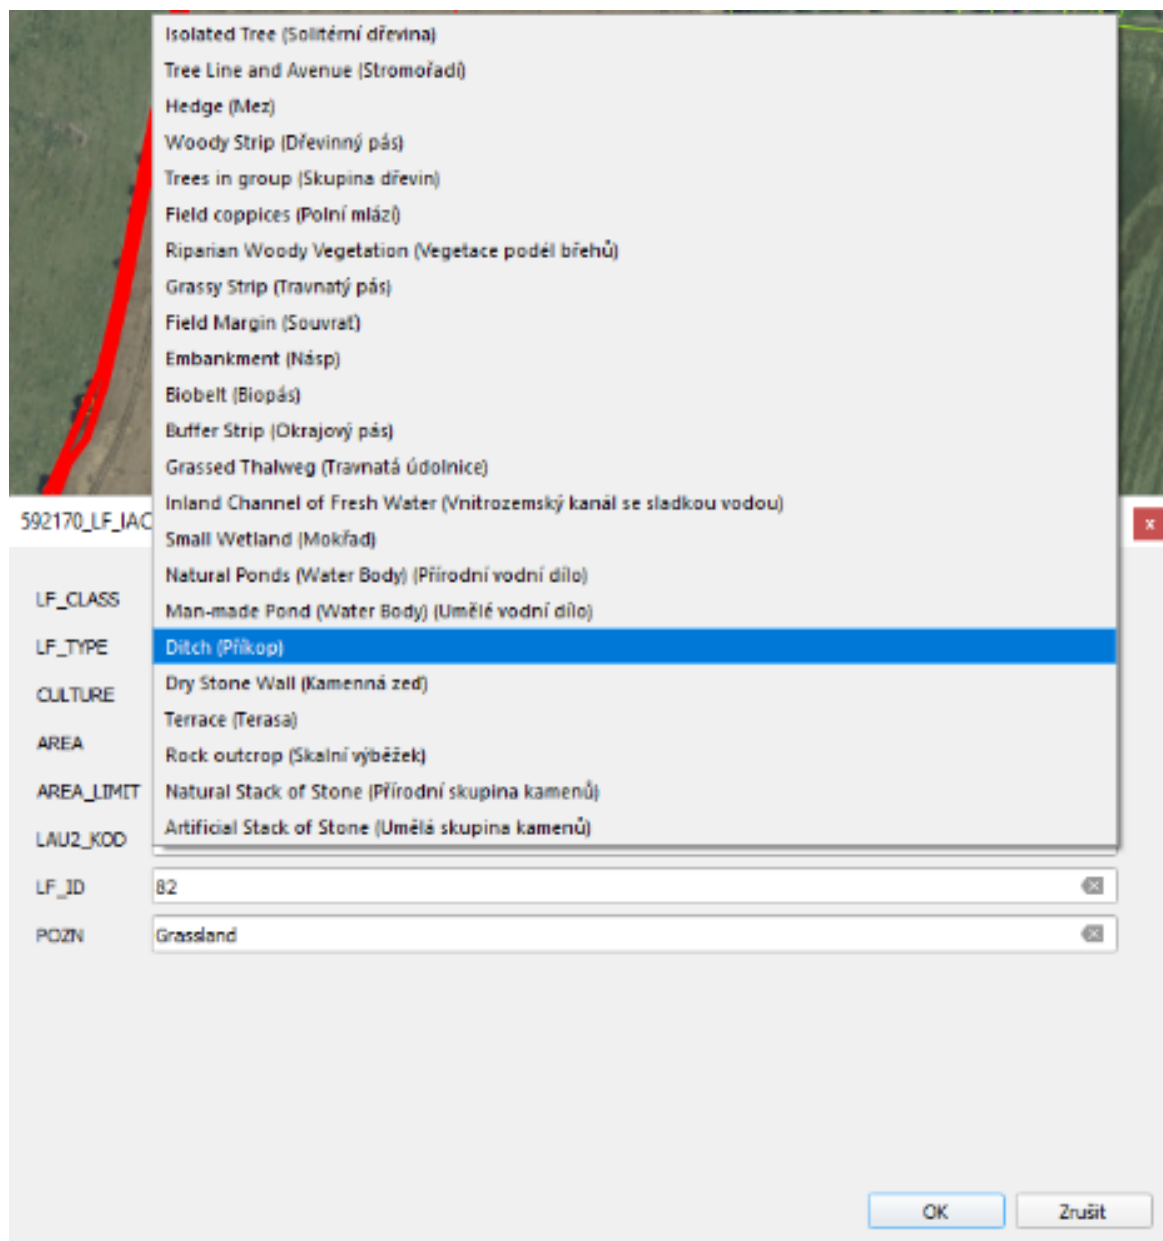 Isolated Tree (Solitérní dřevina)
Tree Line and Avenue (Stromořadí)
Hedge (Mez)
Woody Strip (Dřevinný pás)
Trees in group (Skupina dřevin)
Field coppices (Polní mlází)
Riparian Woody Vegetation (Vegetace podél břehů)
Grassy Strip (Travnatý pás)
Field Margin (Souvrať)
Embankment (Násp)
Biobelt (Biopás)
Buffer Strip (Okrajový pás)
Grassed Thalweg (Travnatá údolnice)
Inland Channel of Fresh Water (Vnitrozemský kanál se sladkou vodou)
592170_LF_IAC
x
Small Wetland (Mokřad)
Natural Ponds (Water Body) (Přírodní vodní dílo)
LF_CLASS
Man-made Pond (Water Body) (Umělé vodní dílo)
LF_TYPE Ditch (Příkop)
CULTURE Dry Stone Wall (Kamenná zeď)
Terrace (Terasa)
AREA
Rock outcrop (Skalní výběžek)
AREA_LIMIT Natural Stack of Stone (Přírodní skupina kamenů)
LAU2_KOD Artificial Stack of Stone (Umělá skupina kamenů)
LF_ID 82
POZN Grassland
OK Zrušit